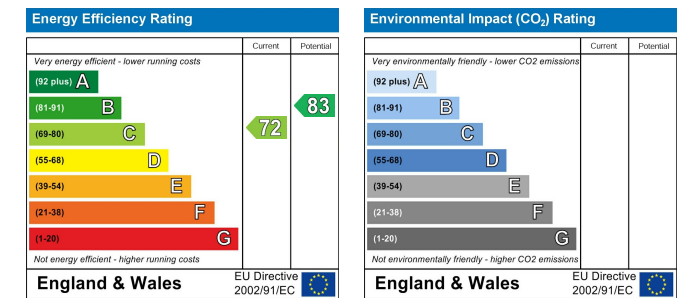 Energy Efficiency Rating
Current Potential
Very energy efficient - lower running costs
(92 plus) A
(81-91) B
(69-80) C
(55-68) D
(39-54) E
(21-38) F
(1-20) G
72
83
Not energy efficient - higher running costs
England & Wales
EU Directive
2002/91/EC
Environmental Impact (CO₂) Rating
Current Potential
Very environmentally friendly - lower CO2 emissions
(92 plus) A
(81-91) B
(69-80) C
(55-68) D
(39-54) E
(21-38) F
(1-20) G
Not environmentally friendly - higher CO2 emissions
England & Wales
EU Directive
2002/91/EC